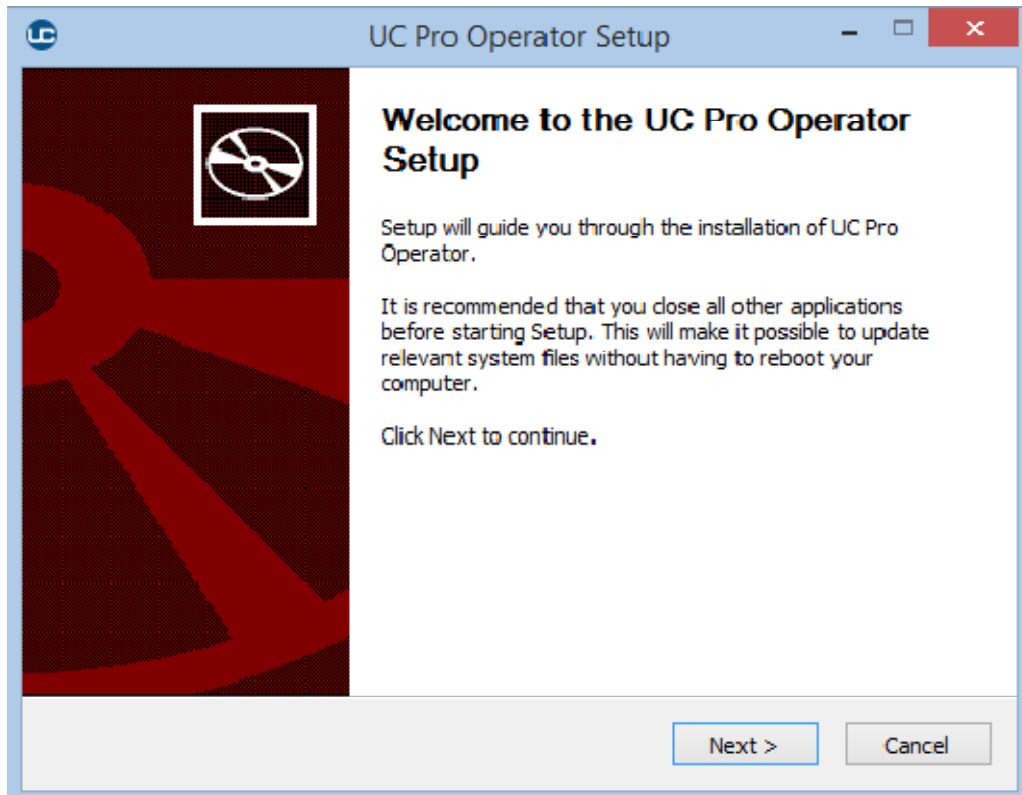 UC
UC Pro Operator Setup
Welcome to the UC Pro Operator
Setup
Setup will guide you through the installation of UC Pro
Operator.
It is recommended that you close all other applications
before starting Setup. This will make it possible to update
relevant system files without having to reboot your
computer.
Click Next to continue.
Next >
Cancel